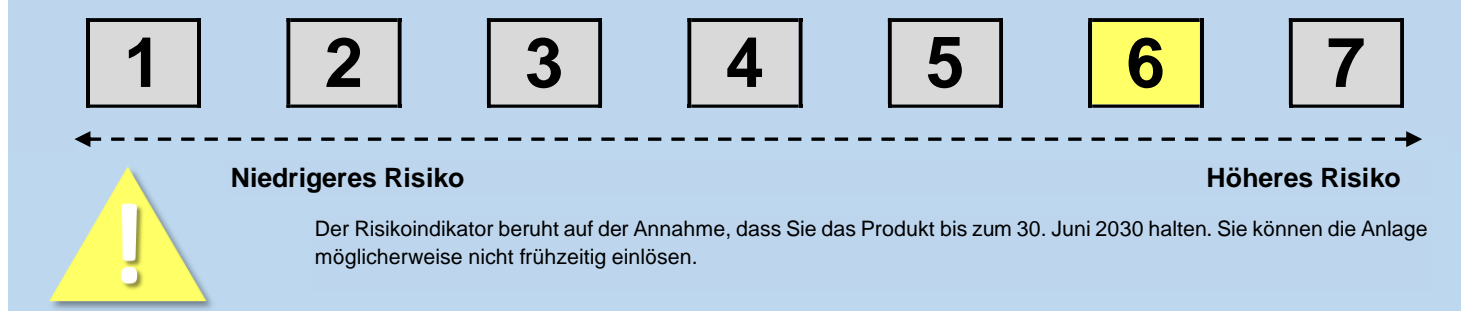 1 2 3 4 5 6 7
Niedrigeres Risiko Höheres Risiko
!
Der Risikoindikator beruht auf der Annahme, dass Sie das Produkt bis zum 30. Juni 2030 halten. Sie können die Anlage
möglicherweise nicht frühzeitig einlösen.